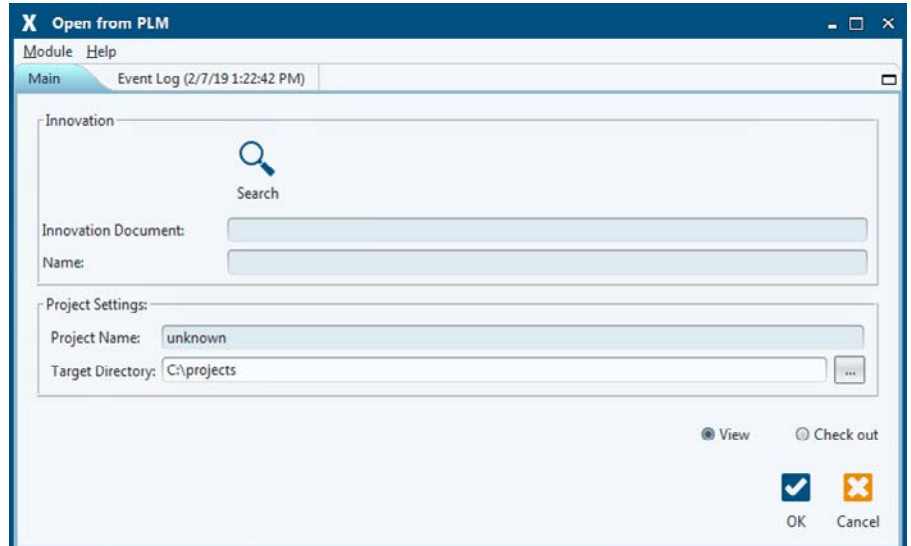 X Open from PLM
Module Help
Main Event Log (2/7/19 1:22:42 PM)
Innovation
Search
Innovation Document:
Name:
Project Settings:
Project Name: unknown
Target Directory: C:\projects ...
View Check out
OK Cancel